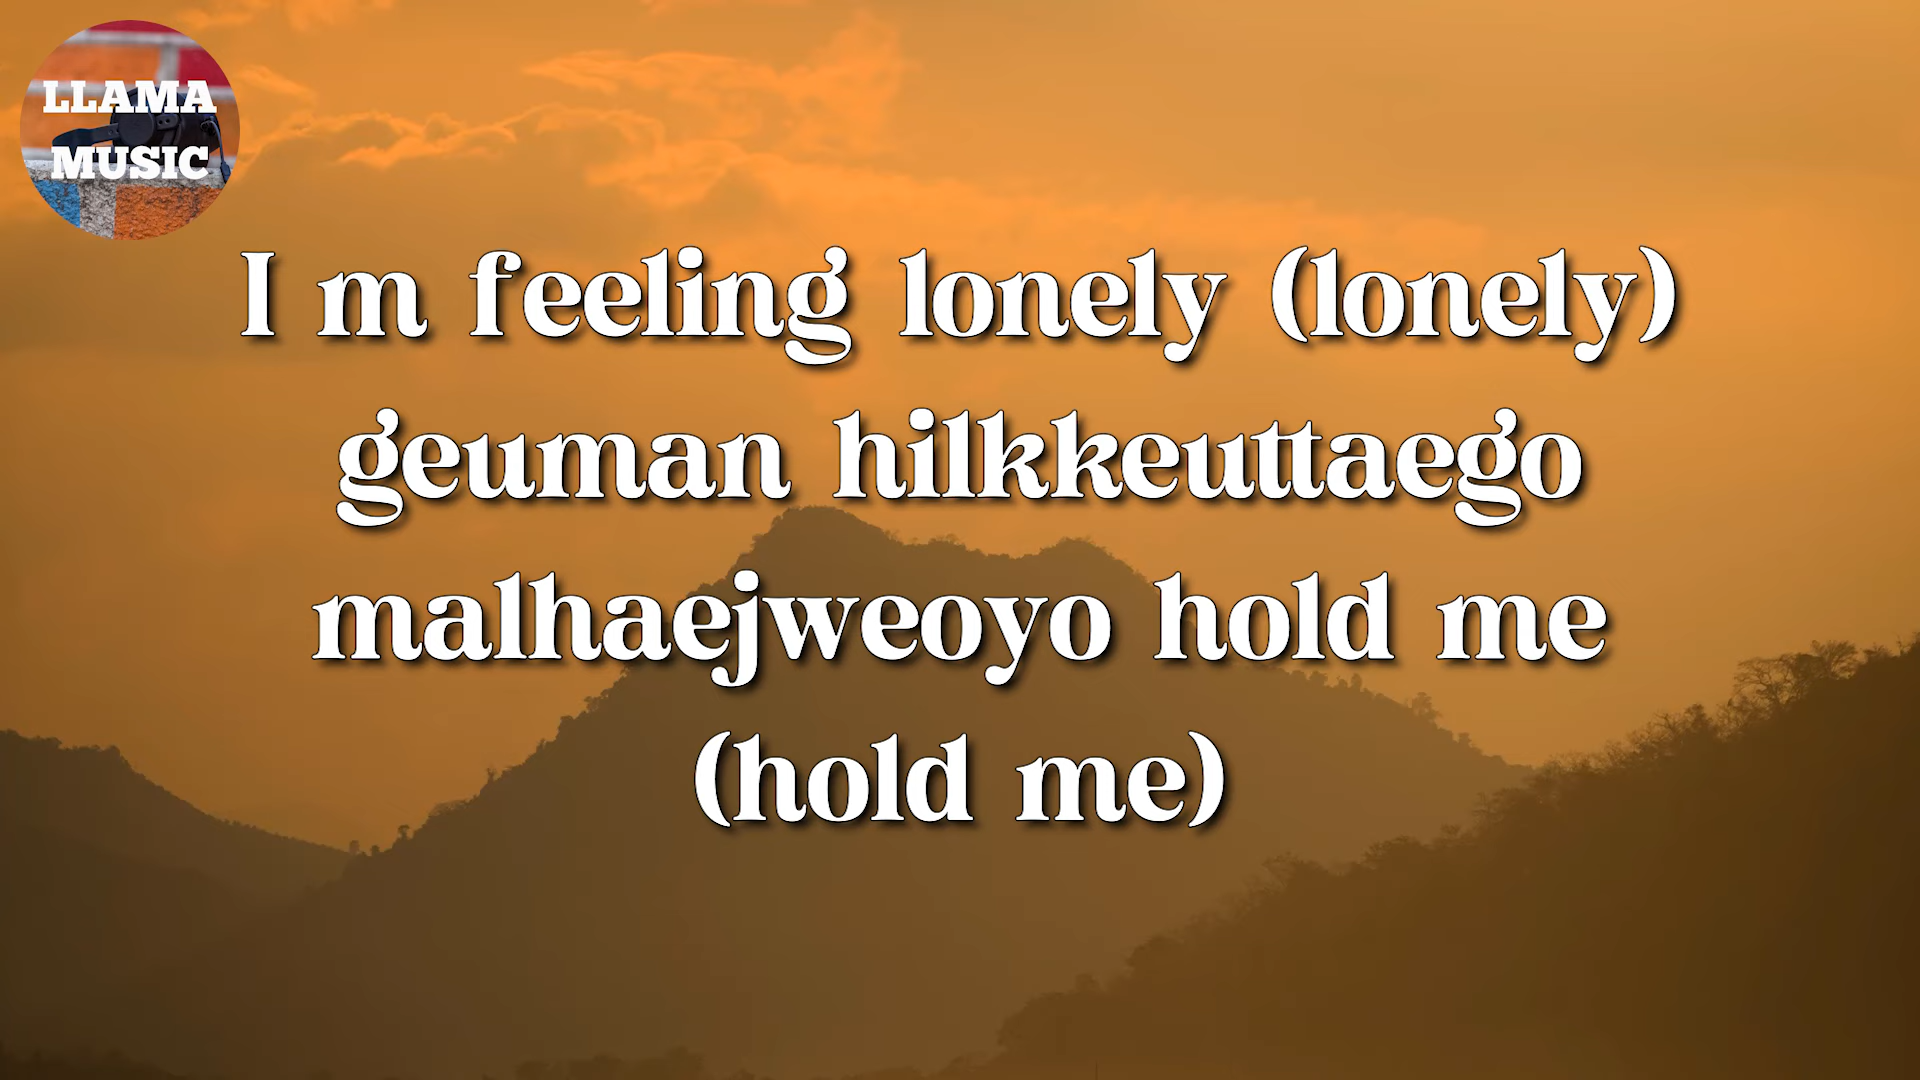 LLAMA
MUSIC
I m feeling lonely (lonely)
geuman hilkkeuttaego
malhaejweoyo hold me
(hold me)